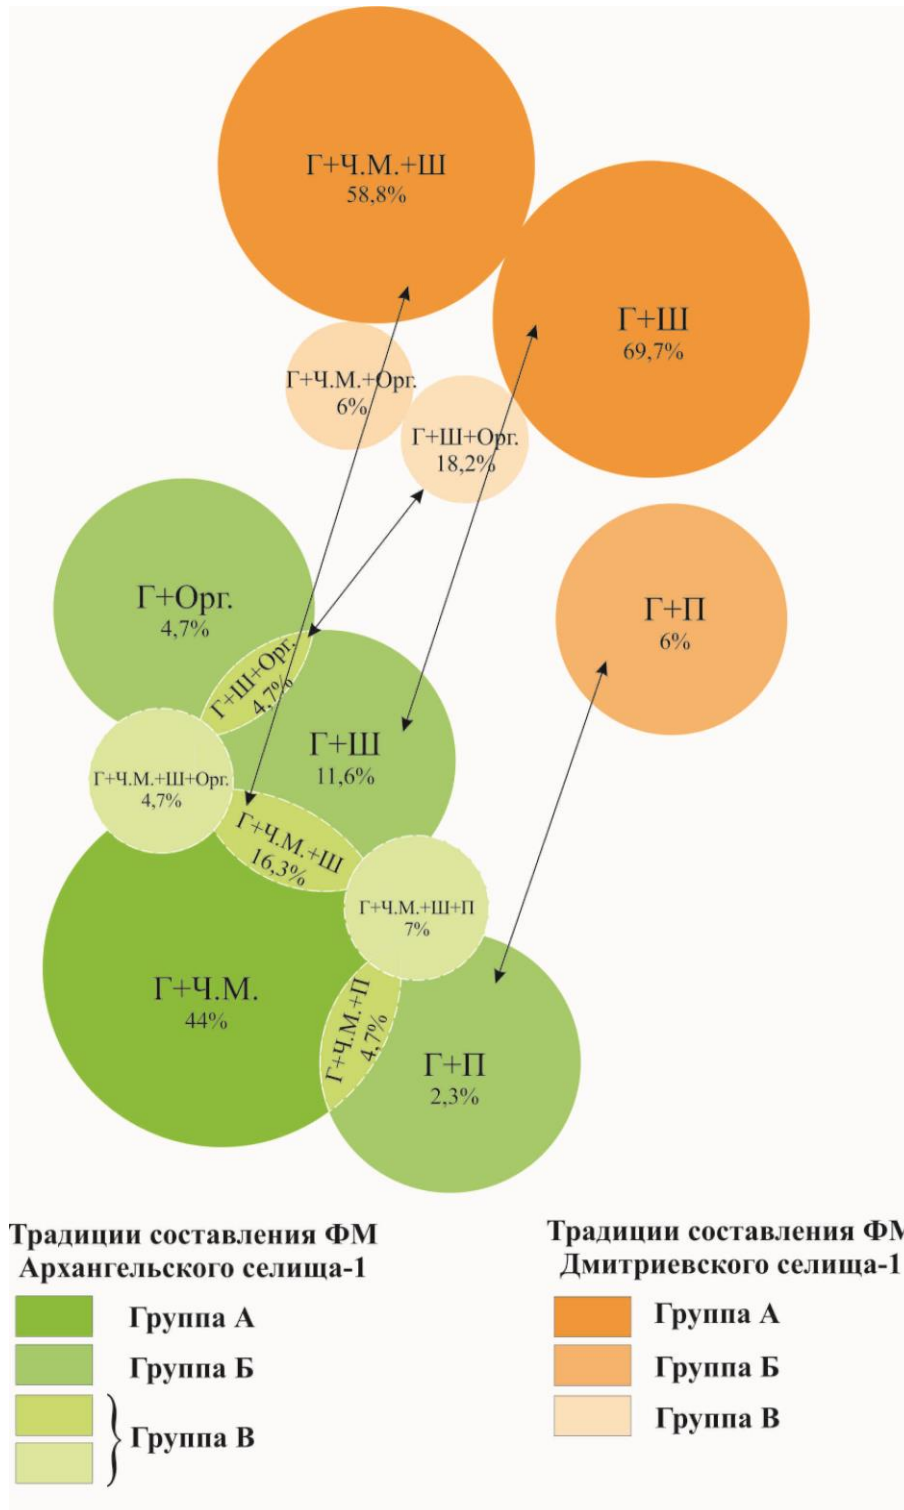 Г+Ч.М.+Ш
58,8%
Г+Ш
69,7%
Г+Ч.М.+Орг.
6%
Г+Ш+Орг.
18,2%
Г+Орг.
4,7%
Г+П
6%
Г+Ш+Орг.
4,7%
Г+Ш
11,6%
Г+Ч.М.+Ш+Орг.
4,7%
Г+Ч.М.+Ш
16,3%
Г+Ч.М.+Ш+П
7%
Г+Ч.М.
44%
Г+Ч.М.+П
4,7%
Г+П
2,3%
Традиции составления ФМ
Архангельского селища-1
Группа А
Группа Б
Группа В
Традиции составления ФМ
Дмитриевского селища-1
Группа А
Группа Б
Группа В